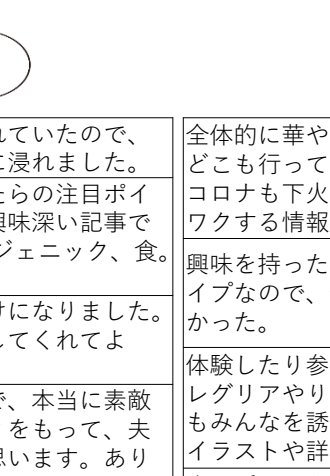 れていたので、
に浸れました。
たらの注目ポイ
興味深い記事で
ジェニック、食。
けになりました。
してくれてよ
で、本当に素敵
」をもって、夫
思います。あり
全体的に華や
どこも行って
コロナも下火
ワクする情報
興味を持った
イプなので、
かった。
体験したり参
レグリアやり
もみんなを誘
イラストや詳